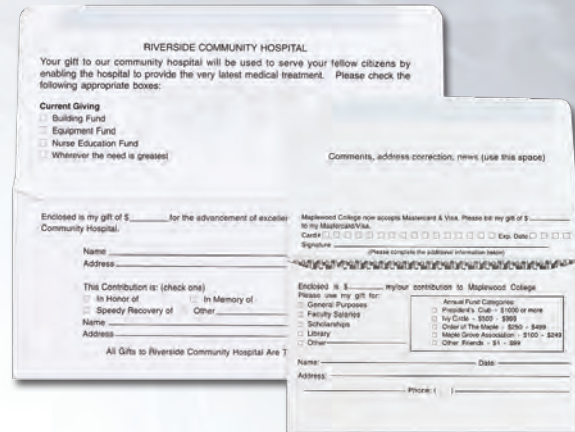 RIVERSIDE COMMUNITY HOSPITAL
Your gift to our community hospital will be used to serve your fellow citizens by
enabling the hospital to provide the very latest medical treatment. Please check the
following appropriate boxes:
Current Giving
Building Fund
Equipment Fund
Nurse Education Fund
Wherever the need is greatest
Enclosed is my gift of $ for the advancement of
Community Hospital.
Name
Address
This Contribution is: (check one)
In Honor of In Memory of
Speedy Recovery of Other
Name
Address
All Gifts to Riverside Community Hospital Are
Comments, address correction, news (use this space)
Maplewood College now accepts Mastercard & Visa. Please bill my gift of $
to my Mastercard/Visa.
Card# Exp. Date
Signature
(Please complete the additional information below)
Enclosed is $ my/our contribution to Maplewood College
Please use my gift for:
General Purposes
Faculty Salaries
Scholarships
Library
Other
Annual Fund Categories
President's Club - $1000 or more
Ivy Circle - $500 - $999
Order of The Maple - $250 - $499
Maple Grove Association - $100 - $249
Other Friends - $1 - $99
Name: Date:
Address:
Phone: ( )